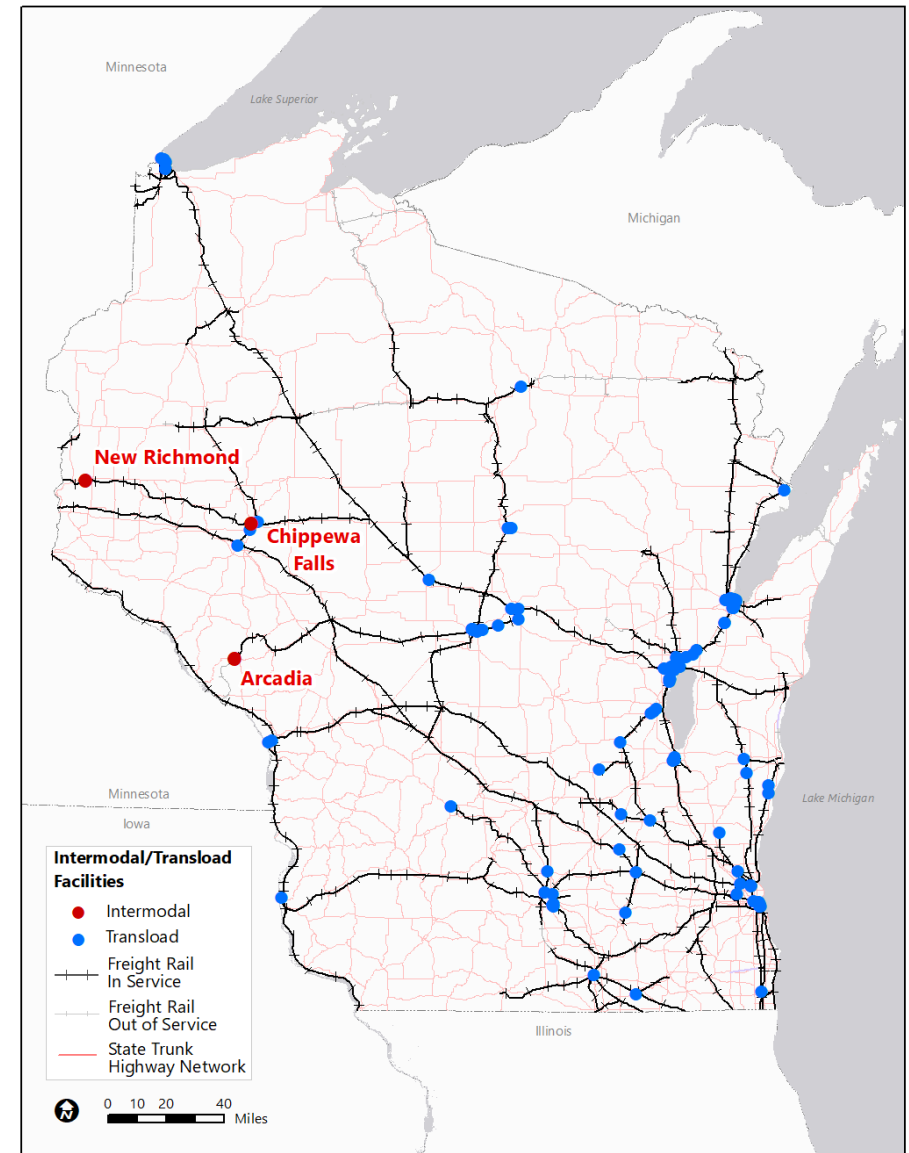 Minnesota
Lake Superior
Michigan
New Richmond
Chippewa
Falls
Arcadia
Minnesota
Iowa
Lake Michigan
Intermodal/Transload
Facilities
Intermodal
Transload
Freight Rail
In Service
Freight Rail
Out of Service
State Trunk
Highway Network
Illinois
N
0 10 20 40
Miles